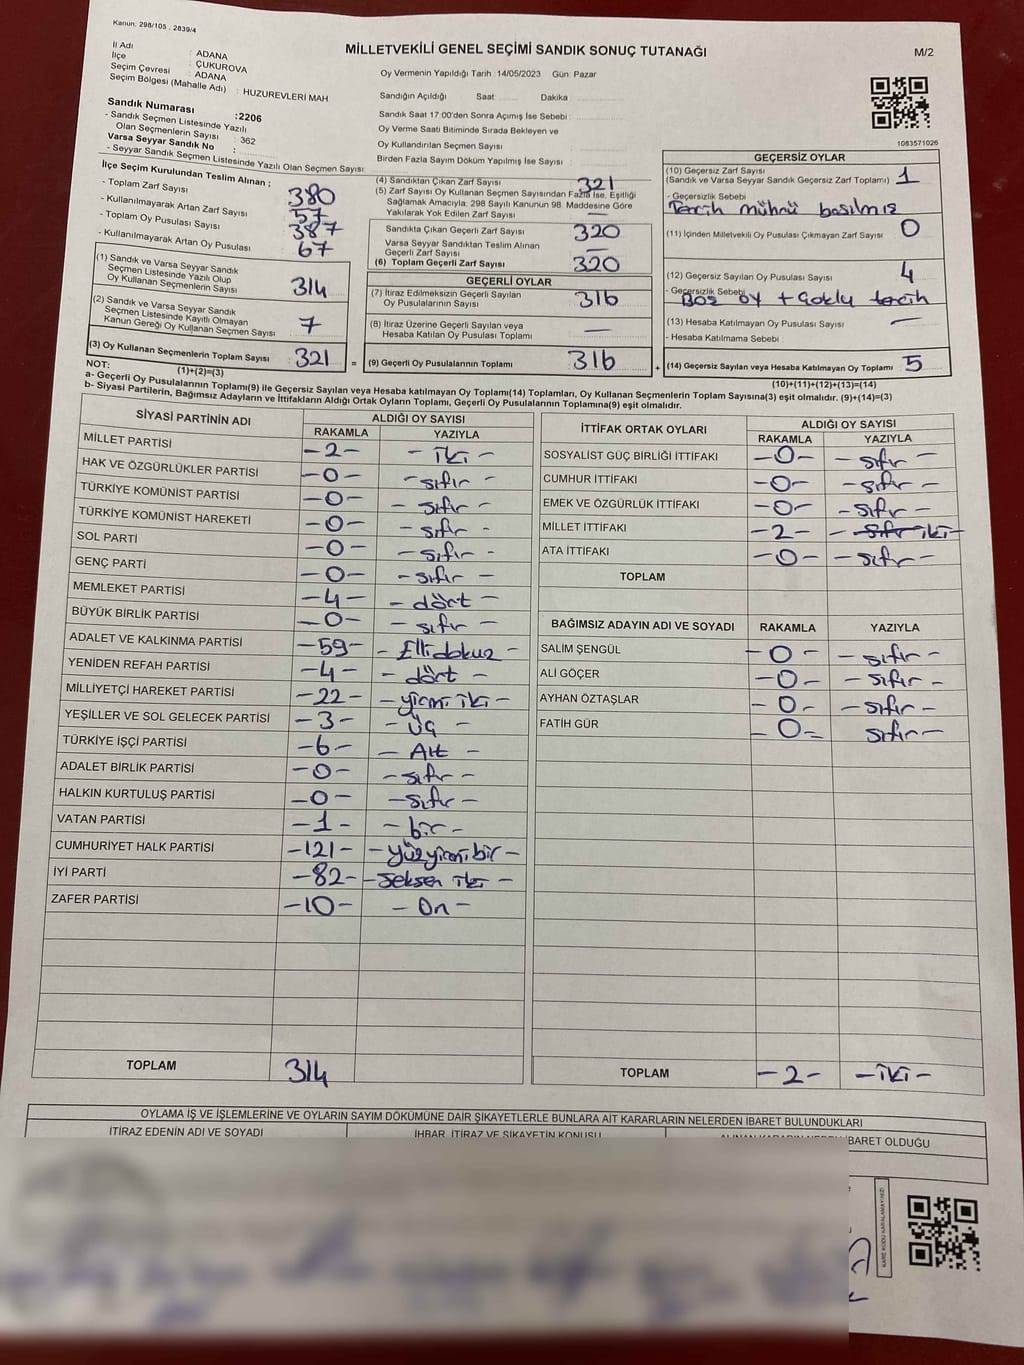 Kanun: 298/105 . 2839/4
MİLLETVEKİLİ GENEL SEÇİMİ SANDIK SONUÇ TUTANAĞI
M/2
İl Adı : ADANA
İlçe : ÇUKUROVA
Seçim Çevresi : ADANA
Seçim Bölgesi (Mahalle Adı) : HUZUREVLERİ MAH
Sandık Numarası :2206
- Sandık Seçmen Listesinde Yazılı
Olan Seçmenlerin Sayısı : 362
Varsa Seyyar Sandık No :
- Seyyar Sandık Seçmen Listesinde Yazılı Olan Seçmen Sayısı:
Oy Vermenin Yapıldığı Tarih :14/05/2023 Gün: Pazar
Sandığın Açıldığı Saat: Dakika
Sandık Saat 17:00'den Sonra Açılmış İse Sebebi :
Oy Verme Saati Bitiminde Sırada Bekleyen ve
Oy Kullandırılan Seçmen Sayısı :
Birden Fazla Sayım Döküm Yapılmış İse Sayısı :
1083571026
İlçe Seçim Kurulundan Teslim Alınan ;
- Toplam Zarf Sayısı 380
- Kullanılmayarak Artan Zarf Sayısı 57
- Toplam Oy Pusulası Sayısı 387
- Kullanılmayarak Artan Oy Pusulası 67
(1) Sandık ve Varsa Seyyar Sandık
Seçmen Listesinde Yazılı Olup
Oy Kullanan Seçmenlerin Sayısı 314
(2) Sandık ve Varsa Seyyar Sandık
Seçmen Listesinde Kayıtlı Olmayan
Kanun Gereği Oy Kullanan Seçmen Sayısı 7
(3) Oy Kullanan Seçmenlerin Toplam Sayısı 321
(1)+(2)=(3)
(4) Sandıktan Çıkan Zarf Sayısı 321
(5) Zarf Sayısı Oy Kullanan Seçmen Sayısından Fazla İse, Eşitliği
Sağlamak Amacıyla; 298 Sayılı Kanunun 98. Maddesine Göre
Yakılarak Yok Edilen Zarf Sayısı —
Sandıkta Çıkan Geçerli Zarf Sayısı 320
Varsa Seyyar Sandıktan Teslim Alınan
Geçerli Zarf Sayısı —
(6) Toplam Geçerli Zarf Sayısı 320
GEÇERLİ OYLAR
(7) İtiraz Edilmeksizin Geçerli Sayılan
Oy Pusulasının Sayısı 316
(8) İtiraz Üzerine Geçerli Sayılan veya
Hesaba Katılan Oy Pusulası Toplamı —
= (9) Geçerli Oy Pusulalarının Toplamı 316
GEÇERSİZ OYLAR
(10) Geçersiz Zarf Sayısı
(Sandık ve Varsa Seyyar Sandık Geçersiz Zarf Toplamı) 1
- Geçersizlik Sebebi
Tercih mührü basılmış
(11) İçinden Milletvekili Oy Pusulası Çıkmayan Zarf Sayısı 0
(12) Geçersiz Sayılan Oy Pusulası Sayısı 4
- Geçersizlik Sebebi
Boş oy + Çoklu tercih
(13) Hesaba Katılmayan Oy Pusulası Sayısı —
- Hesaba Katılmama Sebebi
+ (14) Geçersiz Sayılan veya Hesaba Katılmayan Oy Toplamı 5
(10)+(11)+(12)+(13)=(14)
NOT:
a- Geçerli Oy Pusulalarının Toplamı(9) ile Geçersiz Sayılan veya Hesaba katılmayan Oy Toplamı(14) Toplamları, Oy Kullanan Seçmenlerin Toplam Sayısına(3) eşit olmalıdır. (9)+(14)=(3)
b- Siyasi Partilerin, Bağımsız Adayların ve İttifakların Aldığı Ortak Oyların Toplamı, Geçerli Oy Pusulalarının Toplamına(9) eşit olmalıdır.
SİYASİ PARTİNİN ADI ALDIĞI OY SAYISI
RAKAMLA YAZIYLA
MİLLET PARTİSİ -2- - iki -
HAK VE ÖZGÜRLÜKLER PARTİSİ -0- - sıfır -
TÜRKİYE KOMÜNİST PARTİSİ -0- - sıfır -
TÜRKİYE KOMÜNİST HAREKETİ -0- - sıfır -
SOL PARTİ -0- - sıfır -
GENÇ PARTİ -0- - sıfır -
MEMLEKET PARTİSİ -4- - dört -
BÜYÜK BİRLİK PARTİSİ -0- - sıfır -
ADALET VE KALKINMA PARTİSİ -59- - Elli dokuz -
YENİDEN REFAH PARTİSİ -4- - dört -
MİLLİYETÇİ HAREKET PARTİSİ -22- - yirmi iki -
YEŞİLLER VE SOL GELECEK PARTİSİ -3- - üç -
TÜRKİYE İŞÇİ PARTİSİ -6- - Altı -
ADALET BİRLİK PARTİSİ -0- - sıfır -
HALKIN KURTULUŞ PARTİSİ -0- - sıfır -
VATAN PARTİSİ -1- - bir -
CUMHURİYET HALK PARTİSİ -121- - yüzyirmi bir -
İYİ PARTİ -82- - Seksen iki -
ZAFER PARTİSİ -10- - On -
TOPLAM 314
İTTİFAK ORTAK OYLARI ALDIĞI OY SAYISI
RAKAMLA YAZIYLA
SOSYALIST GÜÇ BİRLİĞİ İTTİFAKI -0- - sıfır -
CUMHUR İTTİFAKI -0- - sıfır -
EMEK VE ÖZGÜRLÜK İTTİFAKI -0- - sıfır -
MİLLET İTTİFAKI -2- - sıfır iki -
ATA İTTİFAKI -0- - sıfır -
TOPLAM
BAĞIMSIZ ADAYIN ADI VE SOYADI RAKAMLA YAZIYLA
SALİM ŞENGÜL -0- - sıfır -
ALİ GÖÇER -0- - sıfır -
AYHAN ÖZTAŞLAR -0- - sıfır -
FATİH GÜR -0- sıfır -
TOPLAM -2- - iki -
OYLAMA İŞ VE İŞLEMLERİNE VE OYLARIN SAYIM DÖKÜMÜNE DAİR ŞİKAYETLERLE BUNLARA AİT KARARLARIN NELERDEN İBARET BULUNDUKLARI
İTİRAZ EDENİN ADI VE SOYADI İHBAR, İTİRAZ VE ŞİKAYETİN KONUSU ALINAN KARARIN NEDEN İBARET OLDUĞU
KARE KODU KARALAMAYINIZ!